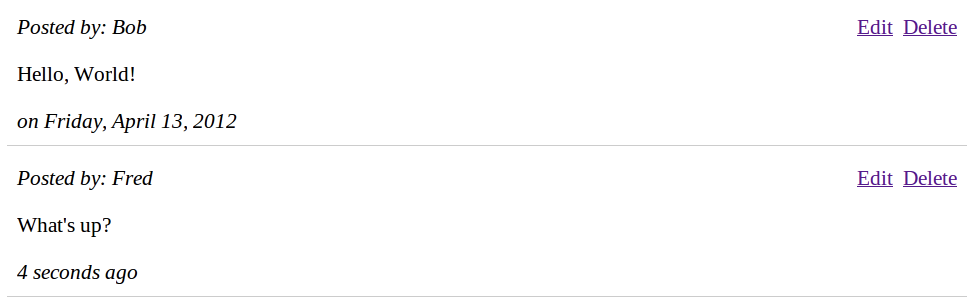 Posted by: Bob Edit Delete
Hello, World!
on Friday, April 13, 2012
Posted by: Fred Edit Delete
What's up?
4 seconds ago